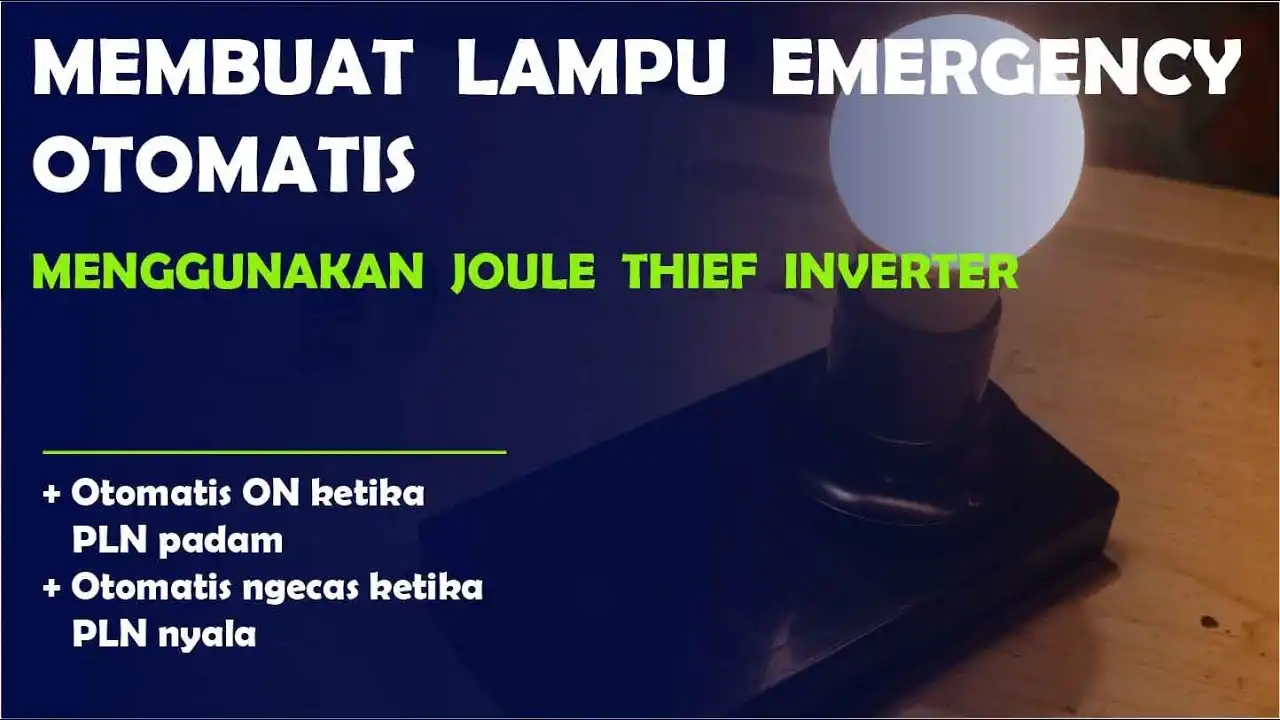 MEMBUAT LAMPU EMERGENCY
OTOMATIS
MENGGUNAKAN JOULE THIEF INVERTER
+ Otomatis ON ketika
PLN padam
+ Otomatis ngecas ketika
PLN nyala